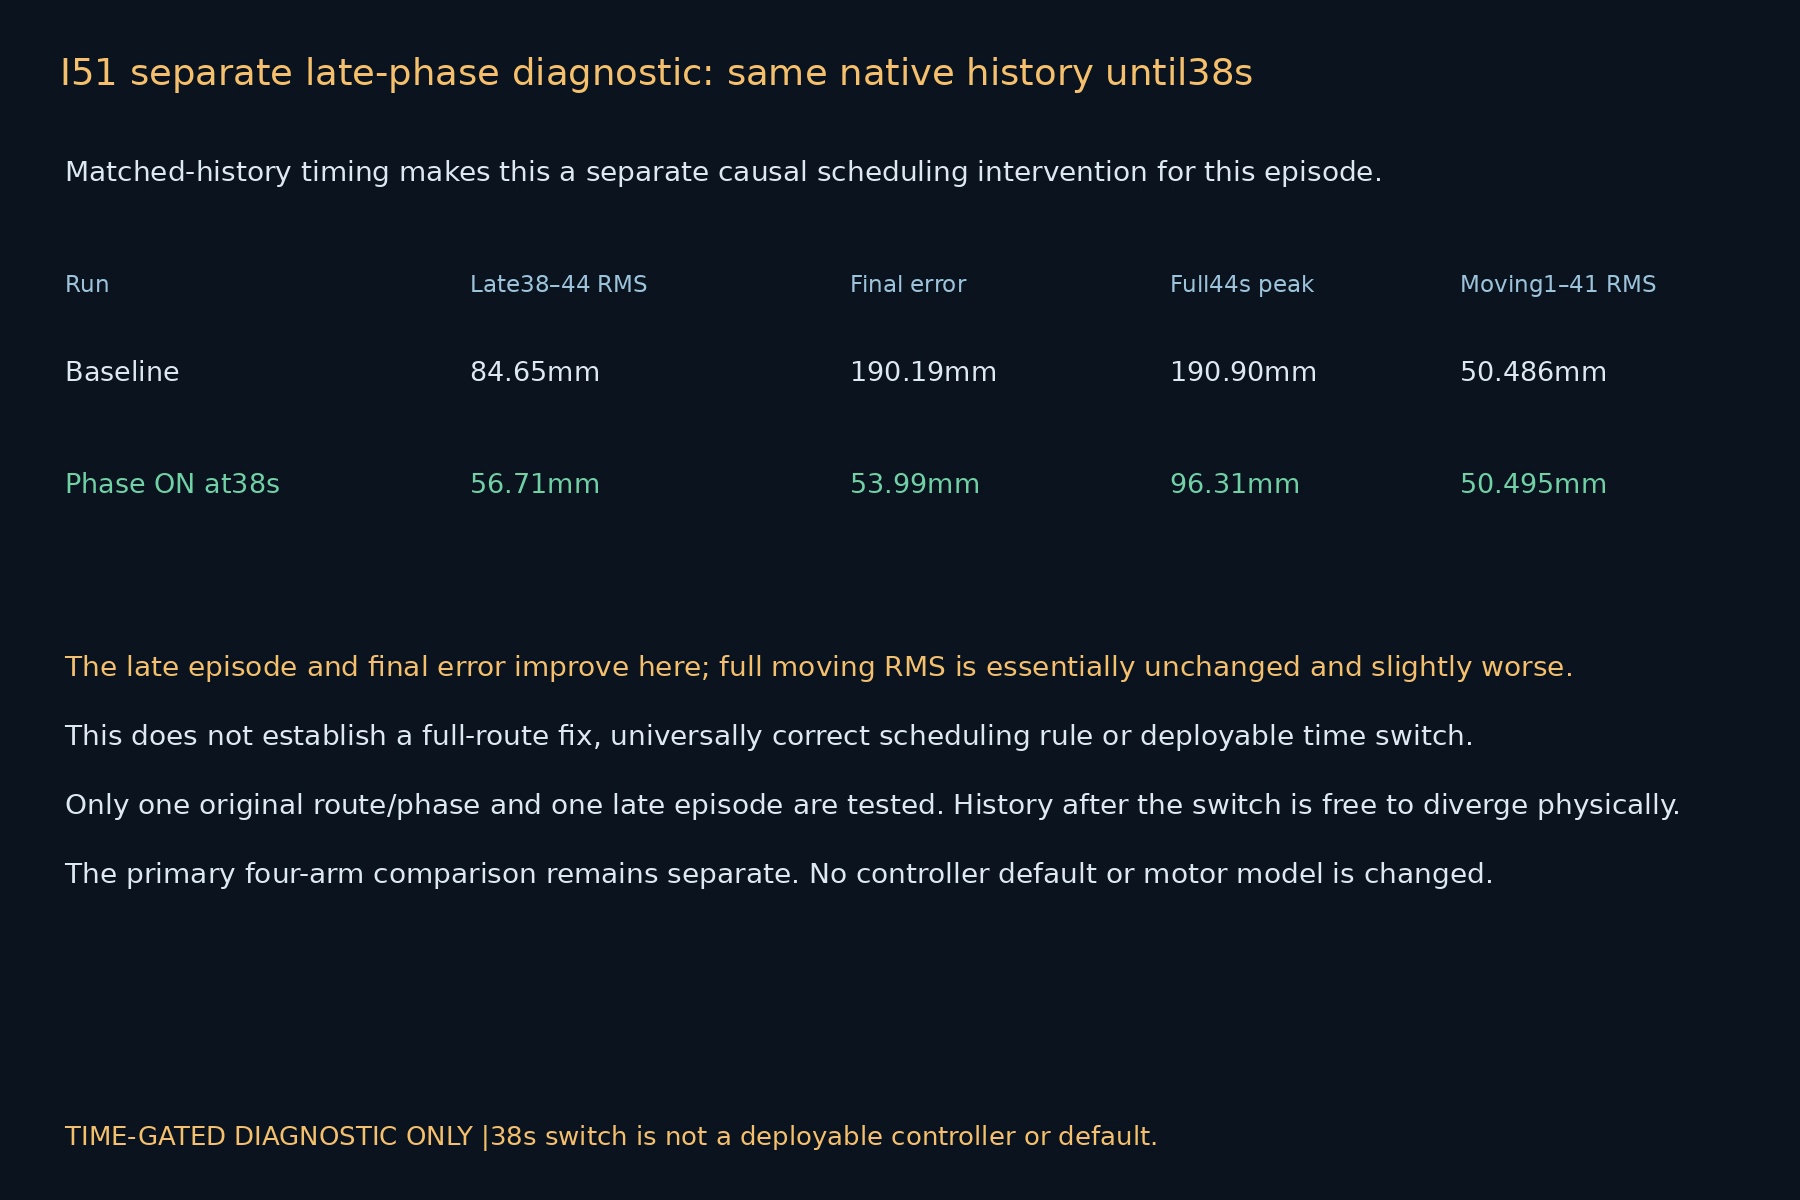 I51 separate late-phase diagnostic: same native history until38s
Matched-history timing makes this a separate causal scheduling intervention for this episode.
Run Late38–44 RMS Final error Full44s peak Moving1–41 RMS
Baseline 84.65mm 190.19mm 190.90mm 50.486mm
Phase ON at38s 56.71mm 53.99mm 96.31mm 50.495mm
The late episode and final error improve here; full moving RMS is essentially unchanged and slightly worse.
This does not establish a full-route fix, universally correct scheduling rule or deployable time switch.
Only one original route/phase and one late episode are tested. History after the switch is free to diverge physically.
The primary four-arm comparison remains separate. No controller default or motor model is changed.
TIME-GATED DIAGNOSTIC ONLY |38s switch is not a deployable controller or default.